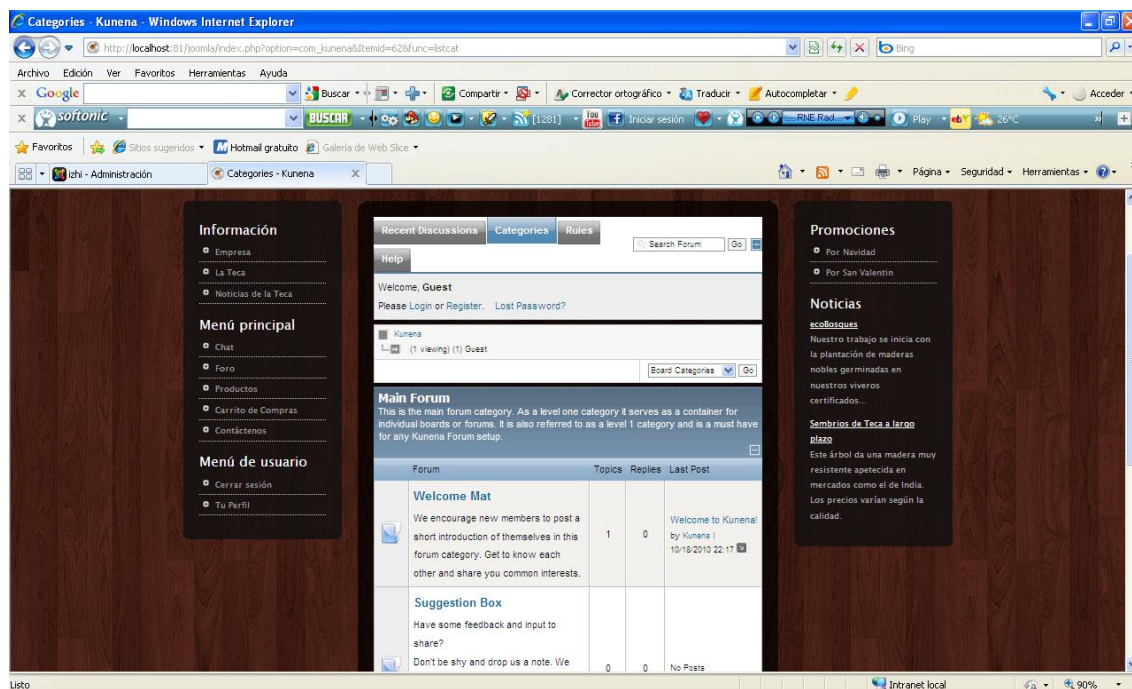 Categories - Kunena - Windows Internet Explorer
http://localhost:81/joomla/index.php?option=com_kunena&Itemid=62&func=listcat
Bing
Archivo Edición Ver Favoritos Herramientas Ayuda
x Google Buscar Compartir Corrector ortográfico Traducir Autocompletar Acceder
x softonic BUSCAR [1281] You Tube Iniciar sesión RNE Rad... Play ebY 26°C
Favoritos Sitios sugeridos Hotmail gratuito Galería de Web Slice
izhi - Administración Categories - Kunena X Página Seguridad Herramientas
Información
Empresa
La Teca
Noticias de la Teca
Menú principal
Chat
Foro
Productos
Carrito de Compras
Contáctenos
Menú de usuario
Cerrar sesión
Tu Perfil
Recent Discussions Categories Rules
Help
Search Forum Go
Welcome, Guest
Please Login or Register. Lost Password?
Kunena
(1 viewing) (1) Guest
Board Categories Go
Main Forum
This is the main forum category. As a level one category it serves as a container for
individual boards or forums. It is also referred to as a level 1 category and is a must have
for any Kunena Forum setup.
Forum Topics Replies Last Post
Welcome Mat
We encourage new members to post a
short introduction of themselves in this
forum category. Get to know each
other and share you common interests.
1 0
Welcome to Kunena!
by Kunena |
10/18/2010 22:17
Suggestion Box
Have some feedback and input to
share?
Don't be shy and drop us a note. We
0 0 No Posts
Promociones
Por Navidad
Por San Valentin
Noticias
ecoBosques
Nuestro trabajo se inicia con
la plantación de maderas
nobles germinadas en
nuestros viveros
certificados...
Sembrios de Teca a largo
plazo
Este árbol da una madera muy
resistente apetecida en
mercados como el de India.
Los precios varían según la
calidad.
Listo Intranet local 90%